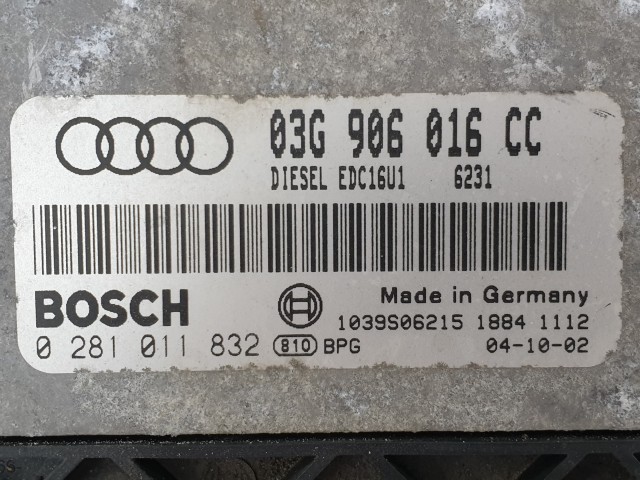 03G 906 016 CC
DIESEL EDC16U1 6231
BOSCH
Made in Germany
1039S06215 1884 1112
0 281 011 832 810 BPG 04-10-02